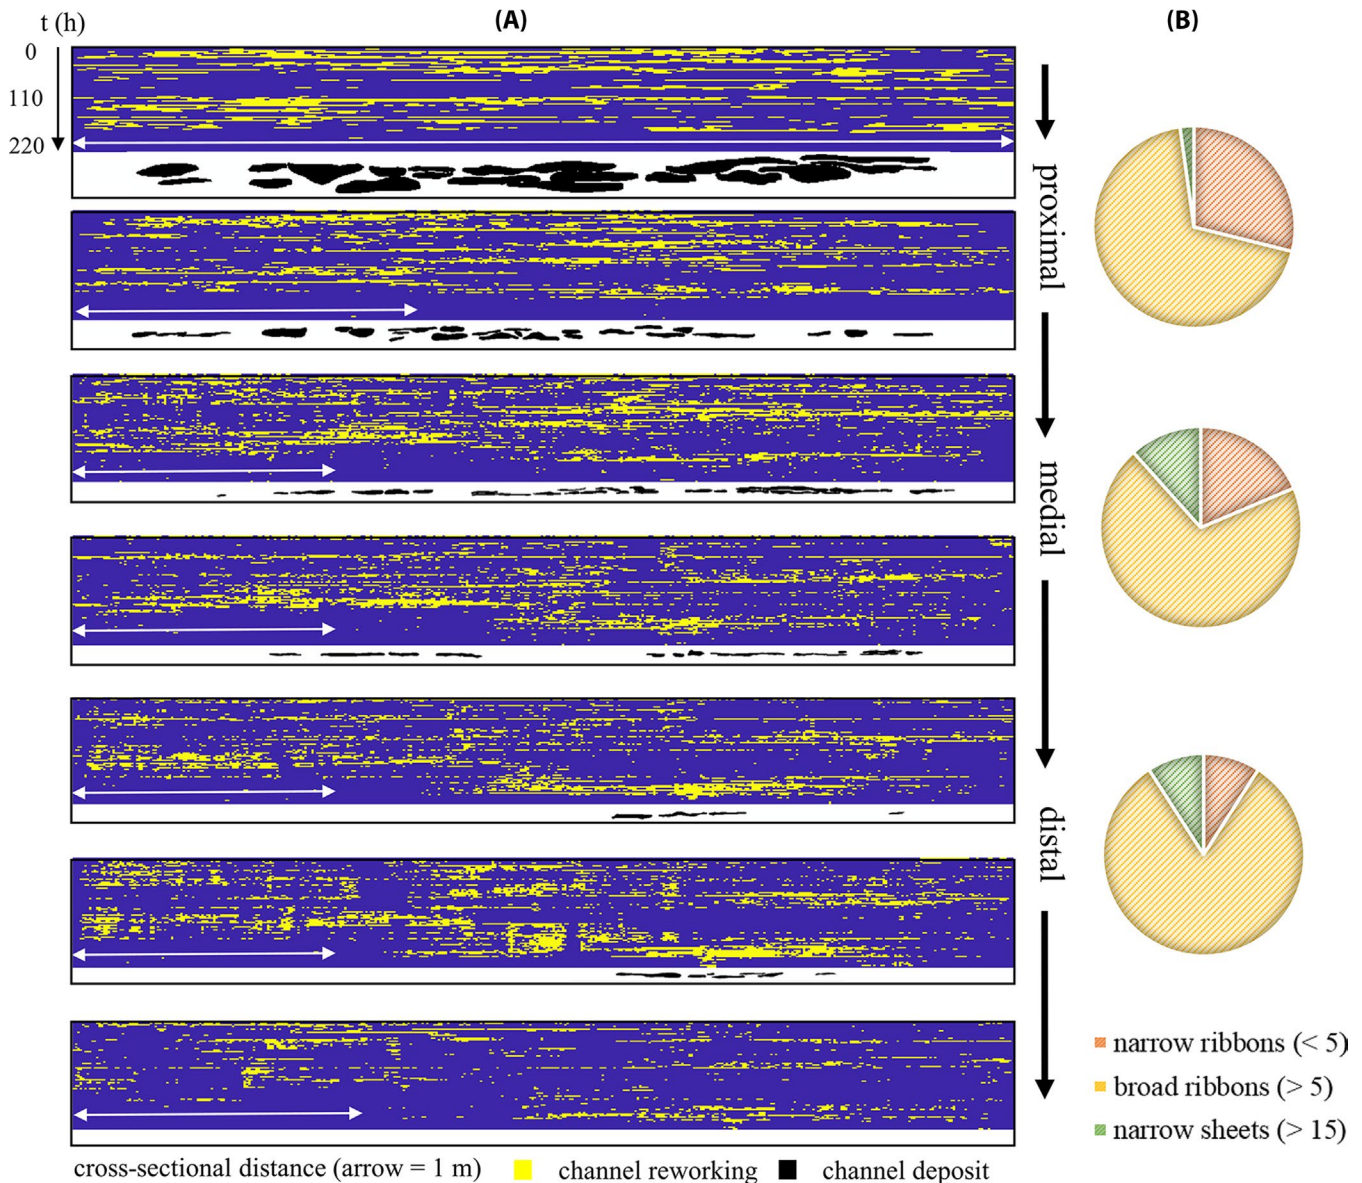 t (h)
(A)
(B)
0
110
220
proximal
medial
distal
narrow ribbons (< 5)
broad ribbons (> 5)
narrow sheets (> 15)
cross-sectional distance (arrow = 1 m)
channel reworking
channel deposit